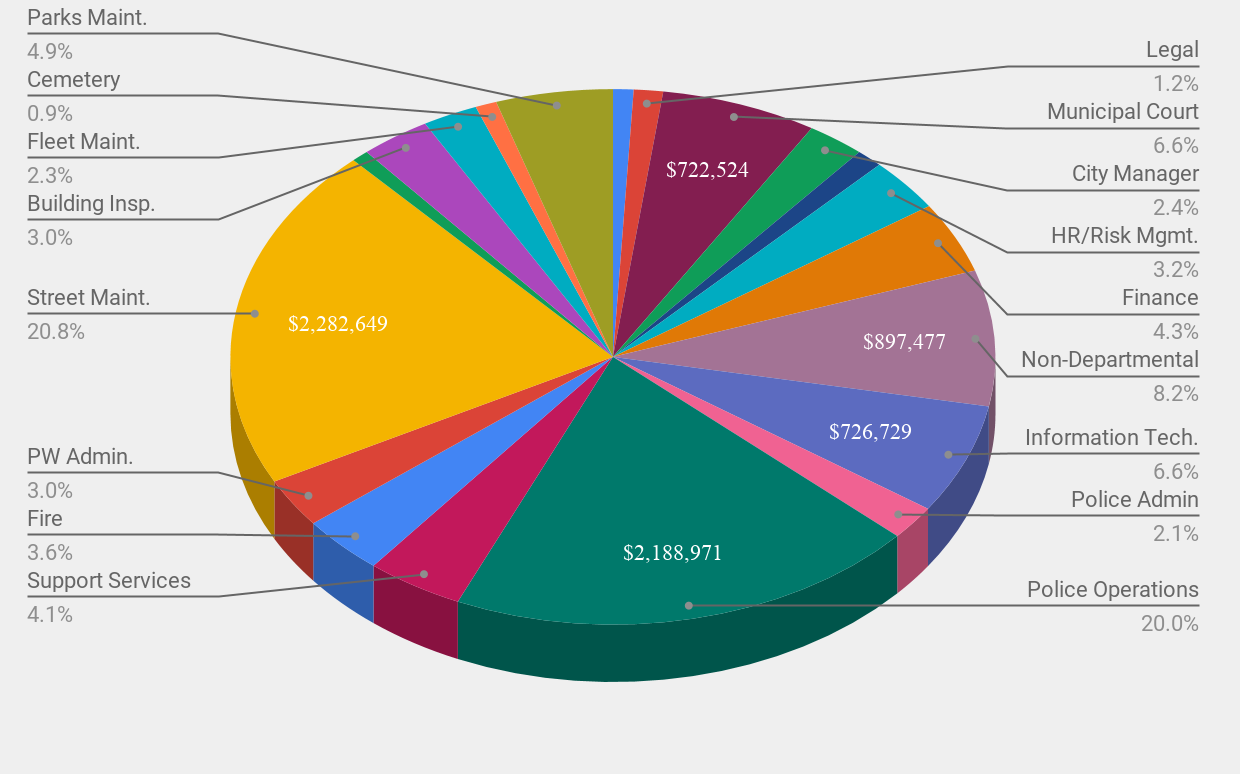 Parks Maint.
4.9%
Cemetery
0.9%
Fleet Maint.
2.3%
Building Insp.
3.0%
Street Maint.
20.8%
PW Admin.
3.0%
Fire
3.6%
Support Services
4.1%
Legal
1.2%
Municipal Court
6.6%
City Manager
2.4%
HR/Risk Mgmt.
3.2%
Finance
4.3%
Non-Departmental
8.2%
Information Tech.
6.6%
Police Admin
2.1%
Police Operations
20.0%
$722,524
$897,477
$726,729
$2,188,971
$2,282,649